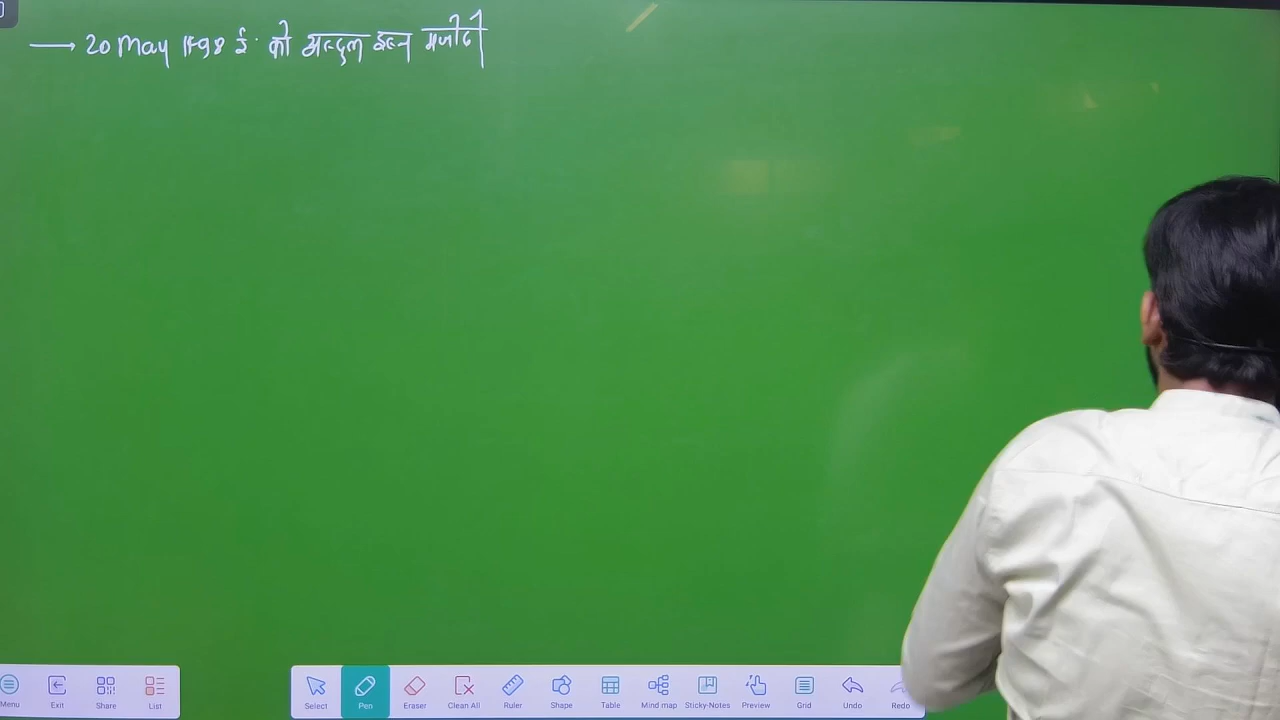 → 20 May 1498 ई. को अब्दुल इब्न मजीद ने
Menu
Exit
Share
List
Select
Pen
Eraser
Clean All
Ruler
Shape
Table
Mind map
Sticky-Notes
Preview
Grid
Undo
Redo